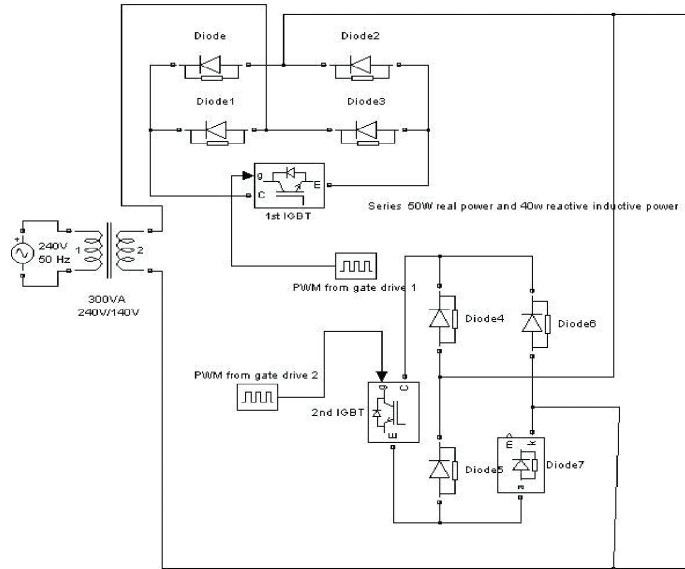 Diode
Diode2
Diode1
Diode3
g
C
E
1st IGBT
Series 50W real power and 40w reactive inductive power
+
240V
50 Hz
1
2
300VA
240V/140V
PWM from gate drive 1
Diode4
Diode6
PWM from gate drive 2
g
C
E
2nd IGBT
Diode5
m
k
a
Diode7